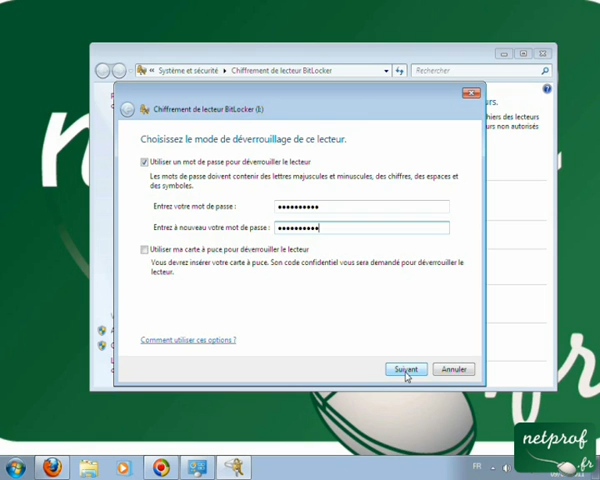 Système et sécurité
Chiffrement de lecteur BitLocker
Rechercher
Chiffrement de lecteur BitLocker (I:)
Choisissez le mode de déverrouillage de ce lecteur.
Utiliser un mot de passe pour déverrouiller le lecteur
Les mots de passe doivent contenir des lettres majuscules et minuscules, des chiffres, des espaces et
des symboles.
Entrez votre mot de passe :
Entrez à nouveau votre mot de passe :
Utiliser ma carte à puce pour déverrouiller le lecteur
Vous devrez insérer votre carte à puce. Son code confidentiel vous sera demandé pour déverrouiller le
lecteur.
Comment utiliser ces options ?
Suivant
Annuler
hiers des lecteurs
urs non autorisés
netprof
.fr
FR